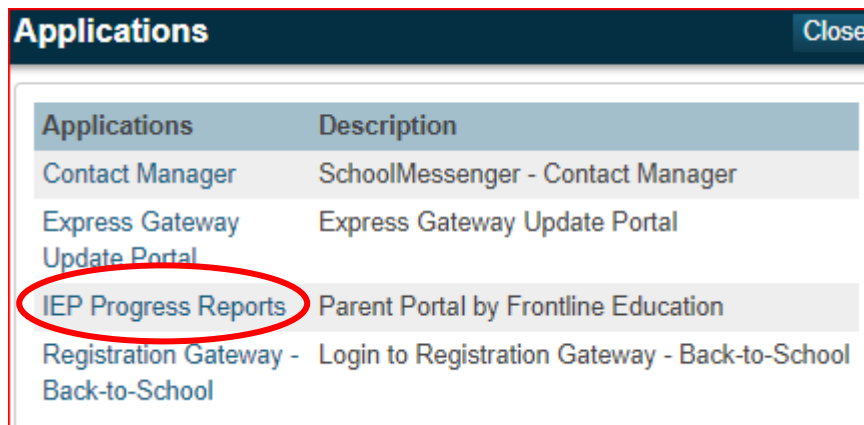 Applications Close
Applications Description
Contact Manager SchoolMessenger - Contact Manager
Express Gateway Express Gateway Update Portal
Update Portal
IEP Progress Reports Parent Portal by Frontline Education
Registration Gateway - Login to Registration Gateway - Back-to-School
Back-to-School